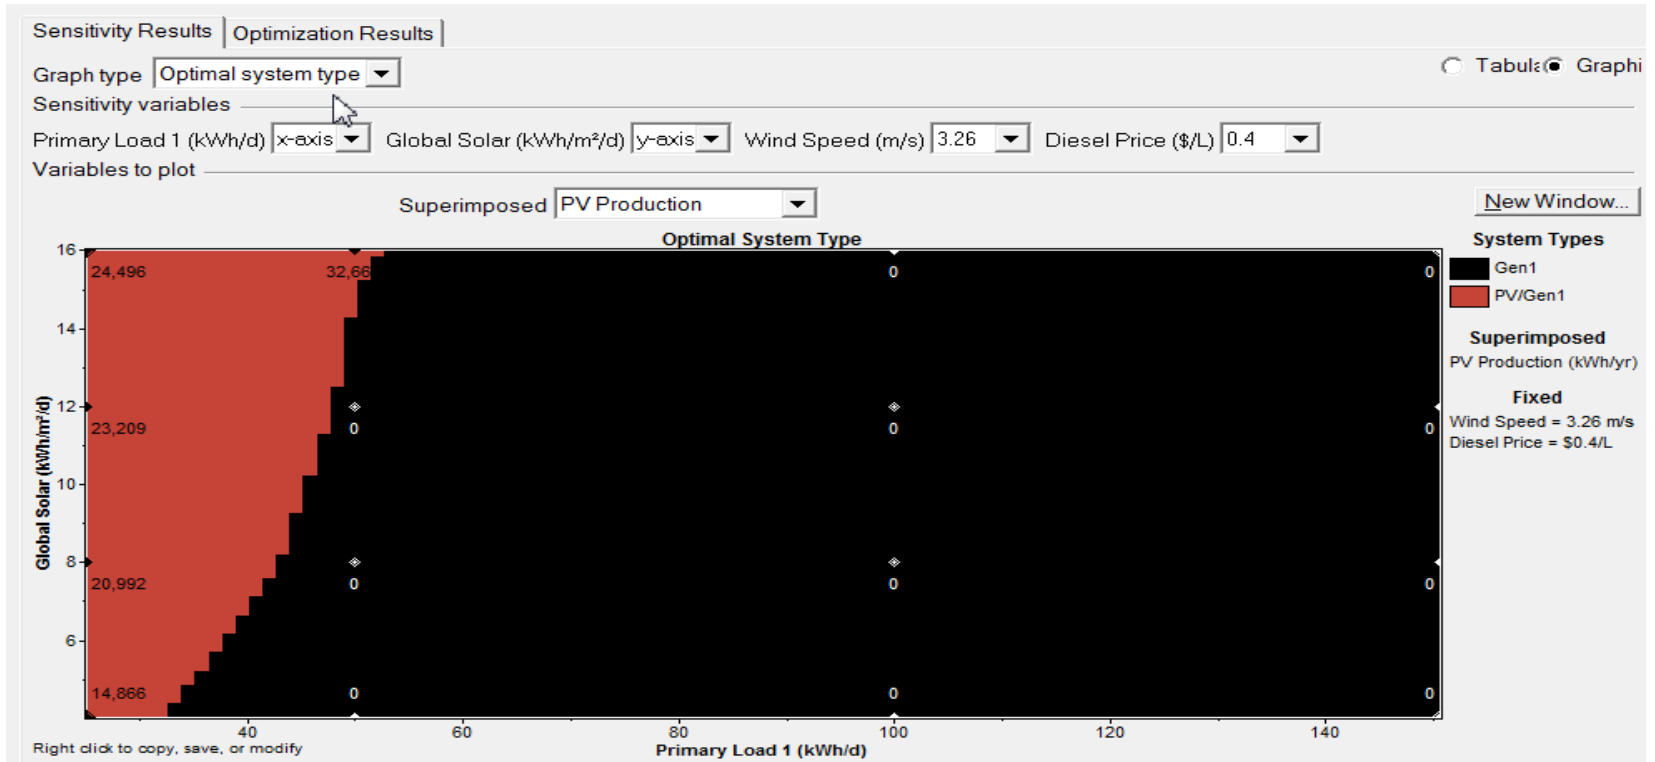 Sensitivity Results Optimization Results
Graph type Optimal system type Tabula Graphi
Sensitivity variables
Primary Load 1 (kWh/d) x-axis Global Solar (kWh/m²/d) y-axis Wind Speed (m/s) 3.26 Diesel Price ($/L) 0.4
Variables to plot
Superimposed PV Production New Window...
Optimal System Type
System Types
Gen1
PV/Gen1
Superimposed
PV Production (kWh/yr)
Fixed
Wind Speed = 3.26 m/s
Diesel Price = $0.4/L
Global Solar (kWh/m²/d)
16
14
12
10
8
6
24,496 32,66 0 0
23,209 0 0 0
20,992 0 0 0
14,866 0 0 0
40 60 80 100 120 140
Primary Load 1 (kWh/d)
Right click to copy, save, or modify